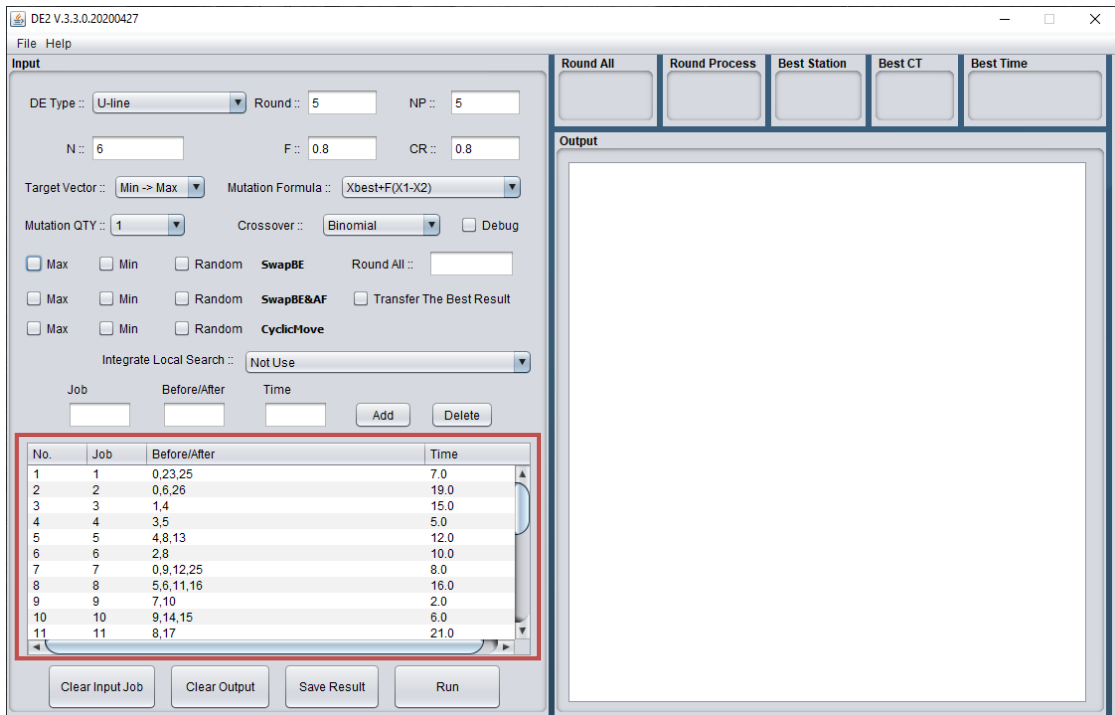 DE2 V.3.3.0.20200427
File Help
Input
DE Type :: U-line Round :: 5 NP :: 5
N :: 6 F :: 0.8 CR :: 0.8
Target Vector :: Min -> Max Mutation Formula :: Xbest+F(X1-X2)
Mutation QTY :: 1 Crossover :: Binomial Debug
Max Min Random SwapBE Round All ::
Max Min Random SwapBE&AF Transfer The Best Result
Max Min Random CyclicMove
Integrate Local Search :: Not Use
Job Before/After Time
Add Delete
No. Job Before/After Time
1 1 0,23,25 7.0
2 2 0,6,26 19.0
3 3 1,4 15.0
4 4 3,5 5.0
5 5 4,8,13 12.0
6 6 2,8 10.0
7 7 0,9,12,25 8.0
8 8 5,6,11,16 16.0
9 9 7,10 2.0
10 10 9,14,15 6.0
11 11 8,17 21.0
Clear Input Job Clear Output Save Result Run
Round All Round Process Best Station Best CT Best Time
Output